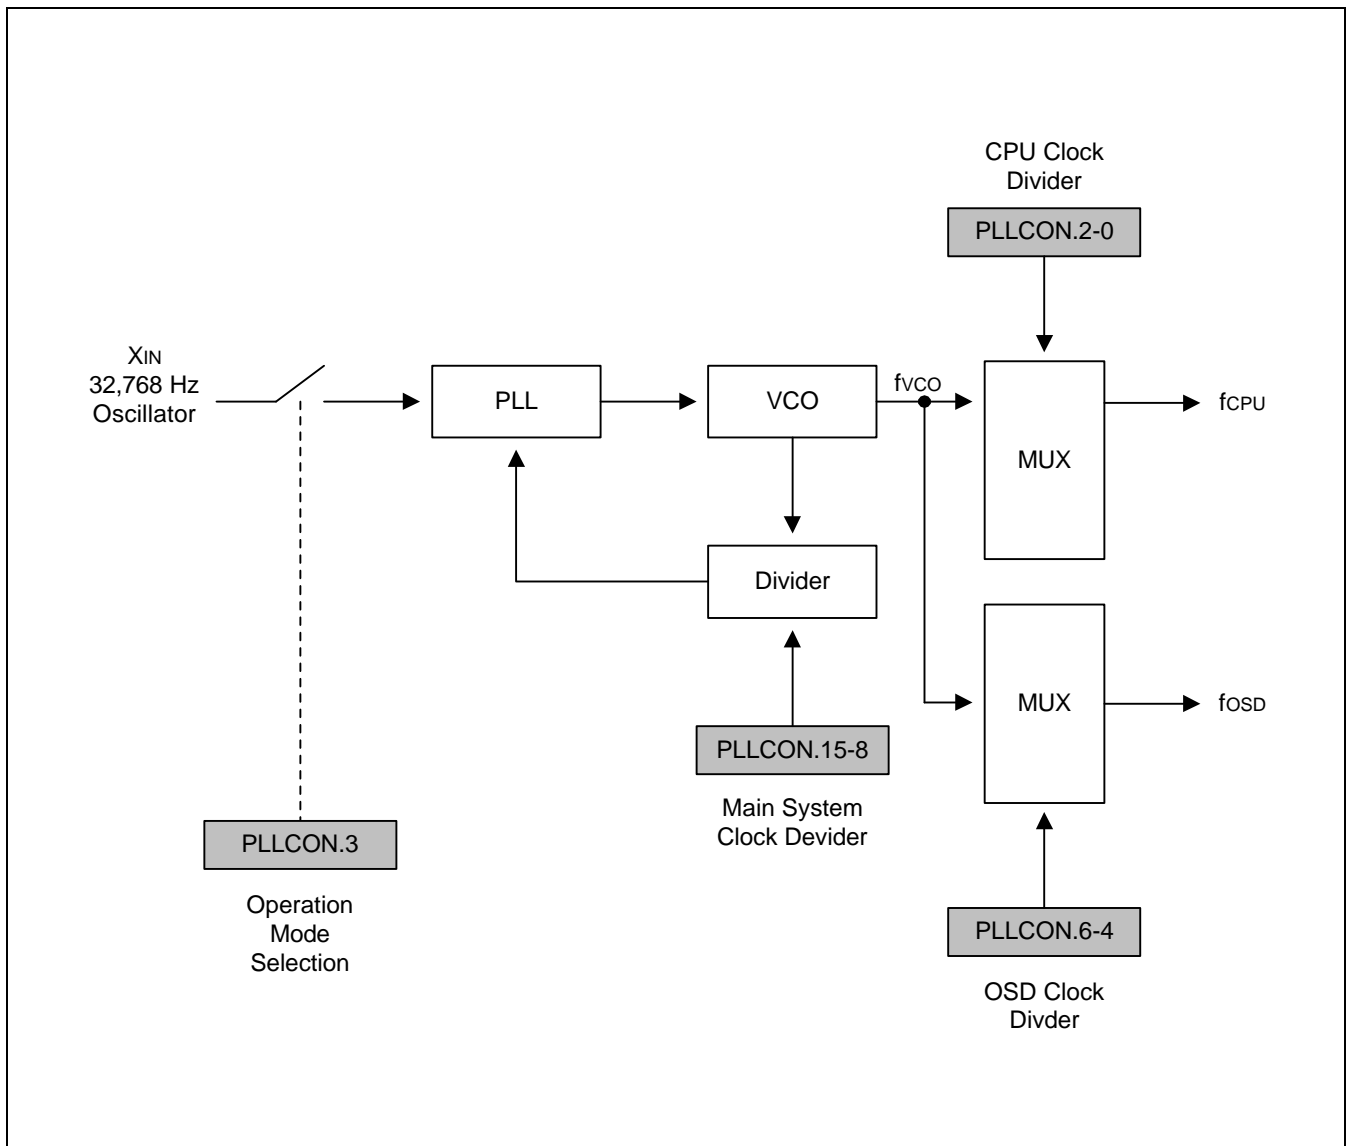 CPU Clock
Divider
PLLCON.2-0
XIN
32,768 Hz
Oscillator
PLL
VCO
fVCO
MUX
fCPU
Divider
MUX
fOSD
PLLCON.15-8
Main System
Clock Devider
PLLCON.3
Operation
Mode
Selection
PLLCON.6-4
OSD Clock
Divder